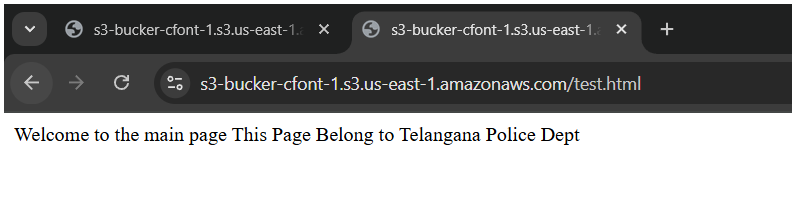 s3-bucker-cfont-1.s3.us-east-1.
s3-bucker-cfont-1.s3.us-east-1.
s3-bucker-cfont-1.s3.us-east-1.amazonaws.com/test.html
Welcome to the main page This Page Belong to Telangana Police Dept